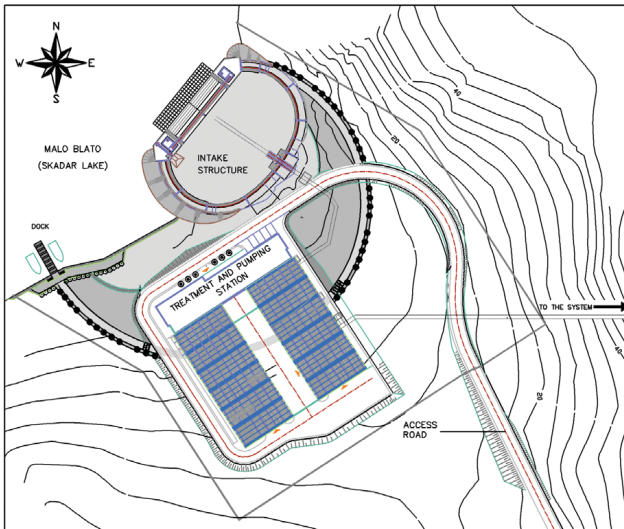 N
W
E
S
MALO BLATO
(SKADAR LAKE)
INTAKE
STRUCTURE
DOCK
TREATMENT AND PUMPING
STATION
TO THE SYSTEM
ACCESS
ROAD
40
20
40
20
40